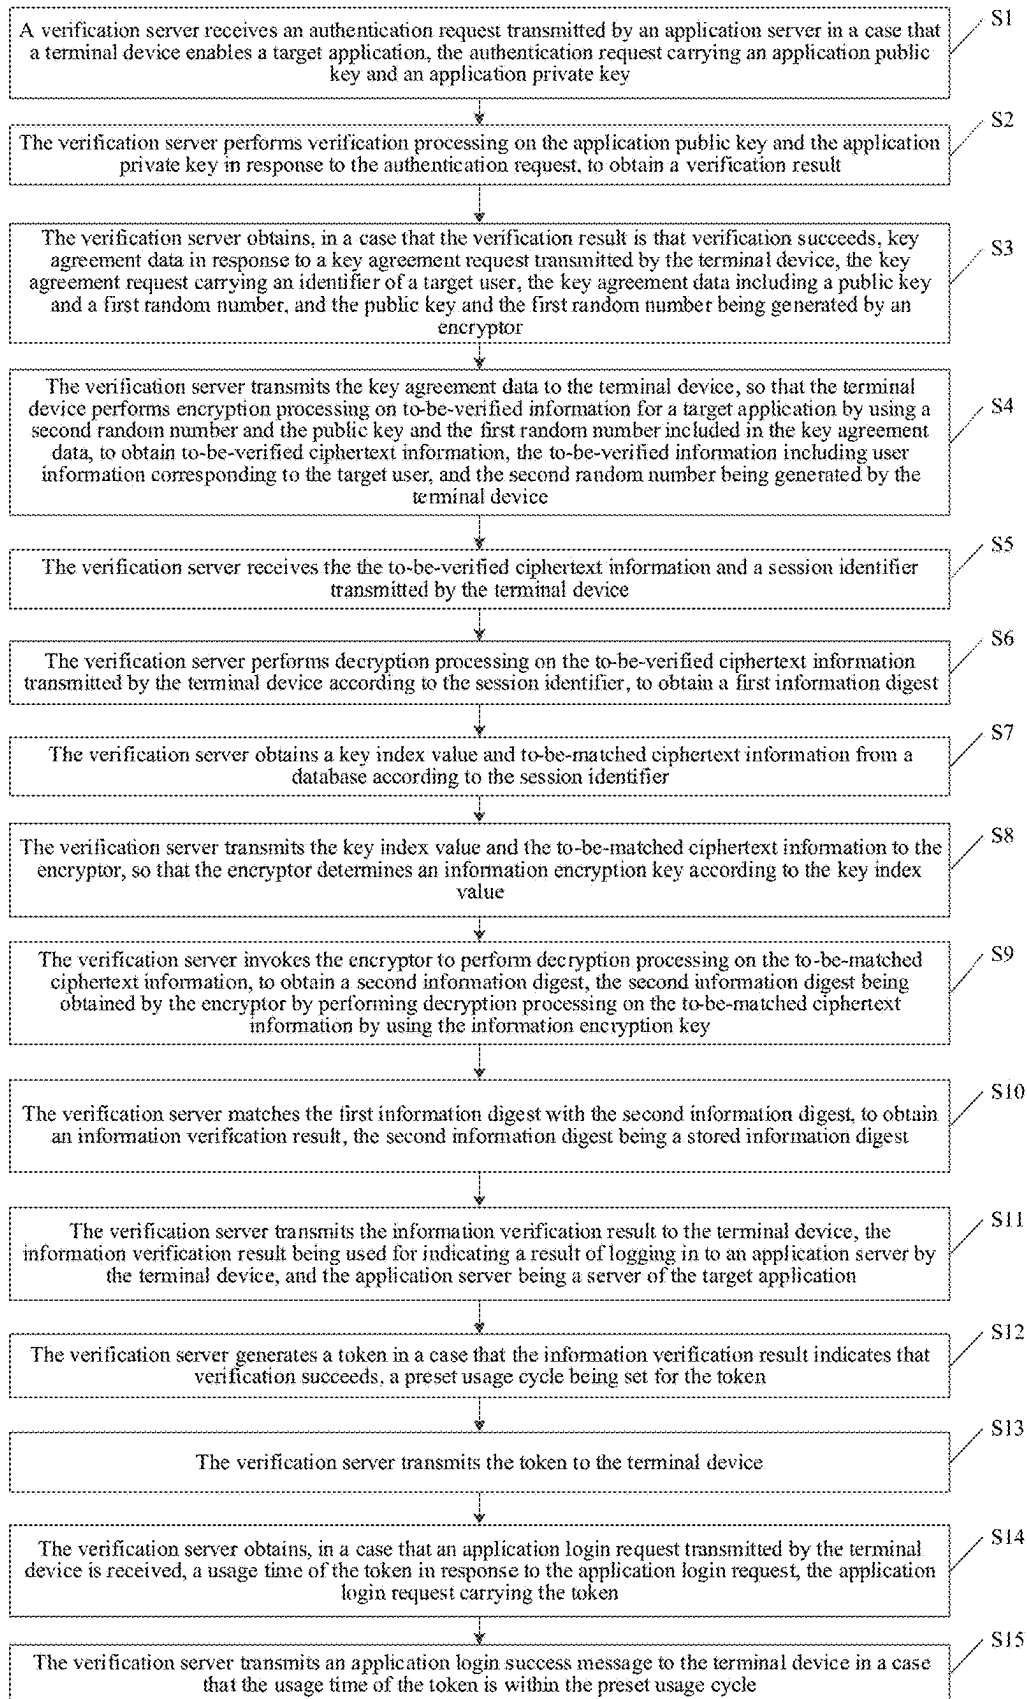 A verification server receives an authentication request transmitted by an application server in a case that
a terminal device enables a target application, the authentication request carrying an application public
key and an application private key
S1
The verification server performs verification processing on the application public key and the application
private key in response to the authentication request, to obtain a verification result
S2
The verification server obtains, in a case that the verification result is that verification succeeds, key
agreement data in response to a key agreement request transmitted by the terminal device, the key
agreement request carrying an identifier of a target user, the key agreement data including a public key
and a first random number, and the public key and the first random number being generated by an
encryptor
S3
The verification server transmits the key agreement data to the terminal device, so that the terminal
device performs encryption processing on to-be-verified information for a target application by using a
second random number and the public key and the first random number included in the key agreement
data, to obtain to-be-verified ciphertext information, the to-be-verified information including user
information corresponding to the target user, and the second random number being generated by the
terminal device
S4
The verification server receives the the to-be-verified ciphertext information and a session identifier
transmitted by the terminal device
S5
The verification server performs decryption processing on the to-be-verified ciphertext information
transmitted by the terminal device according to the session identifier, to obtain a first information digest
S6
The verification server obtains a key index value and to-be-matched ciphertext information from a
database according to the session identifier
S7
The verification server transmits the key index value and the to-be-matched ciphertext information to the
encryptor, so that the encryptor determines an information encryption key according to the key index
value
S8
The verification server invokes the encryptor to perform decryption processing on the to-be-matched
ciphertext information, to obtain a second information digest, the second information digest being
obtained by the encryptor by performing decryption processing on the to-be-matched ciphertext
information by using the information encryption key
S9
The verification server matches the first information digest with the second information digest, to obtain
an information verification result, the second information digest being a stored information digest
S10
The verification server transmits the information verification result to the terminal device, the
information verification result being used for indicating a result of logging in to an application server by
the terminal device, and the application server being a server of the target application
S11
The verification server generates a token in a case that the information verification result indicates that
verification succeeds, a preset usage cycle being set for the token
S12
The verification server transmits the token to the terminal device
S13
The verification server obtains, in a case that an application login request transmitted by the terminal
device is received, a usage time of the token in response to the application login request, the application
login request carrying the token
S14
The verification server transmits an application login success message to the terminal device in a case
that the usage time of the token is within the preset usage cycle
S15